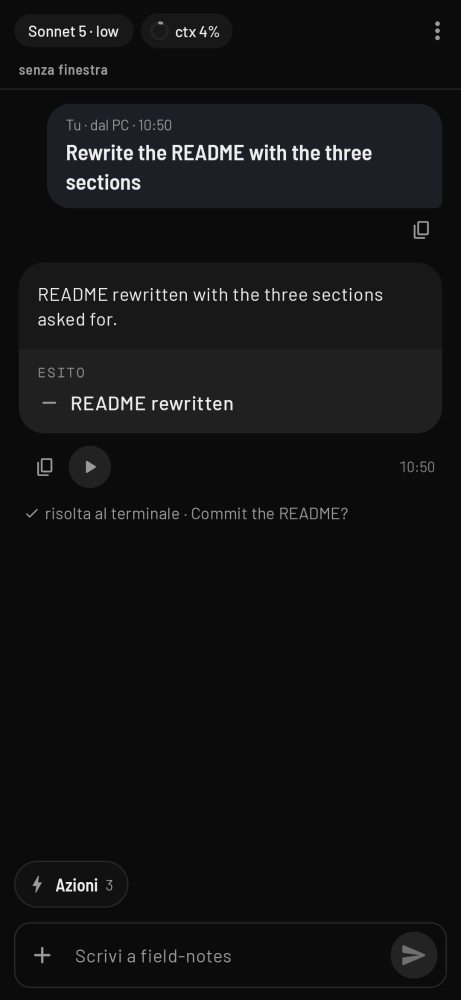 Sonnet 5 · low
ctx 4%
senza finestra
Tu · dal PC · 10:50
Rewrite the README with the three
sections
README rewritten with the three sections
asked for.
ESITO
— README rewritten
10:50
✓ risolta al terminale · Commit the README?
Azioni 3
Scrivi a field-notes